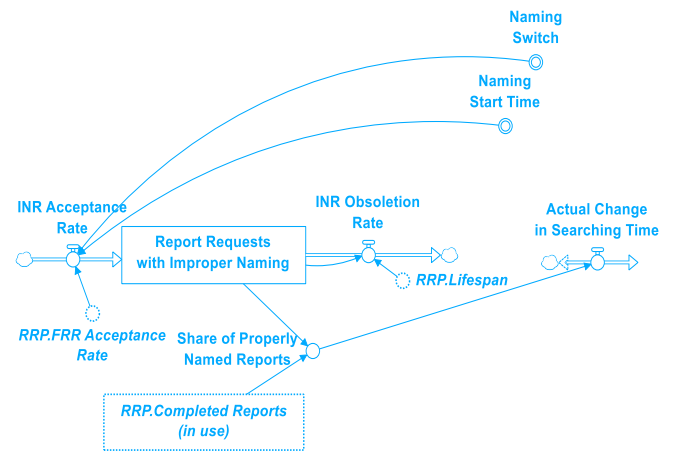 Naming
Switch
Naming
Start Time
INR Acceptance
Rate
INR Obsoletion
Rate
Actual Change
in Searching Time
Report Requests
with Improper Naming
RRP.Lifespan
RRP.FRR Acceptance
Rate
Share of Properly
Named Reports
RRP.Completed Reports
(in use)